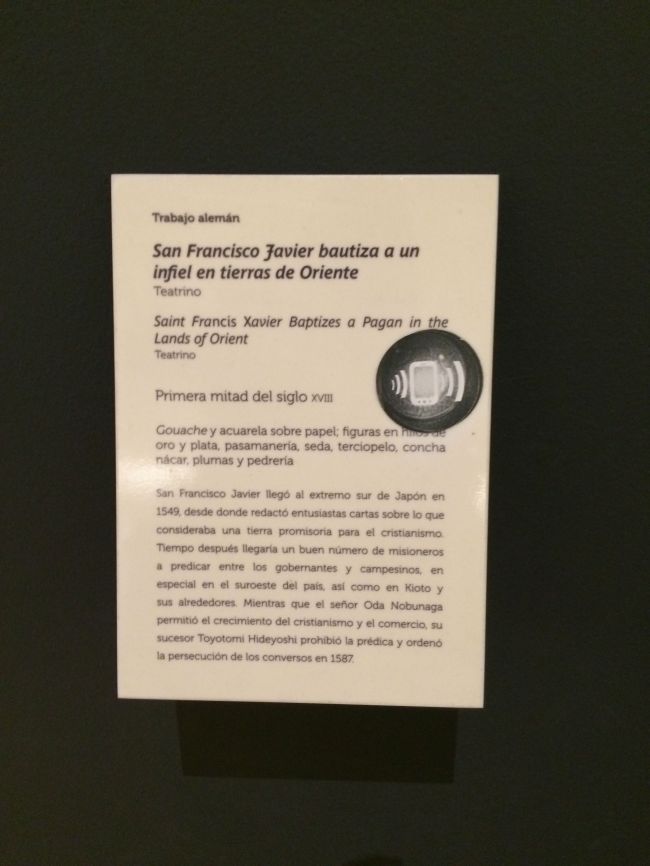 Trabajo alemán
San Francisco Javier bautiza a un
infiel en tierras de Oriente
Teatrino
Saint Francis Xavier Baptizes a Pagan in the
Lands of Orient
Teatrino
Primera mitad del siglo XVIII
Gouache y acuarela sobre papel; figuras en hilos de
oro y plata, pasamanería, seda, terciopelo, concha
nácar, plumas y pedrería
San Francisco Javier llegó al extremo sur de Japón en
1549, desde donde redactó entusiastas cartas sobre lo que
consideraba una tierra promisoria para el cristianismo.
Tiempo después llegaría un buen número de misioneros
a predicar entre los gobernantes y campesinos, en
especial en el suroeste del país, así como en Kioto y
sus alrededores. Mientras que el señor Oda Nobunaga
permitió el crecimiento del cristianismo y el comercio, su
sucesor Toyotomi Hideyoshi prohibió la prédica y ordenó
la persecución de los conversos en 1587.